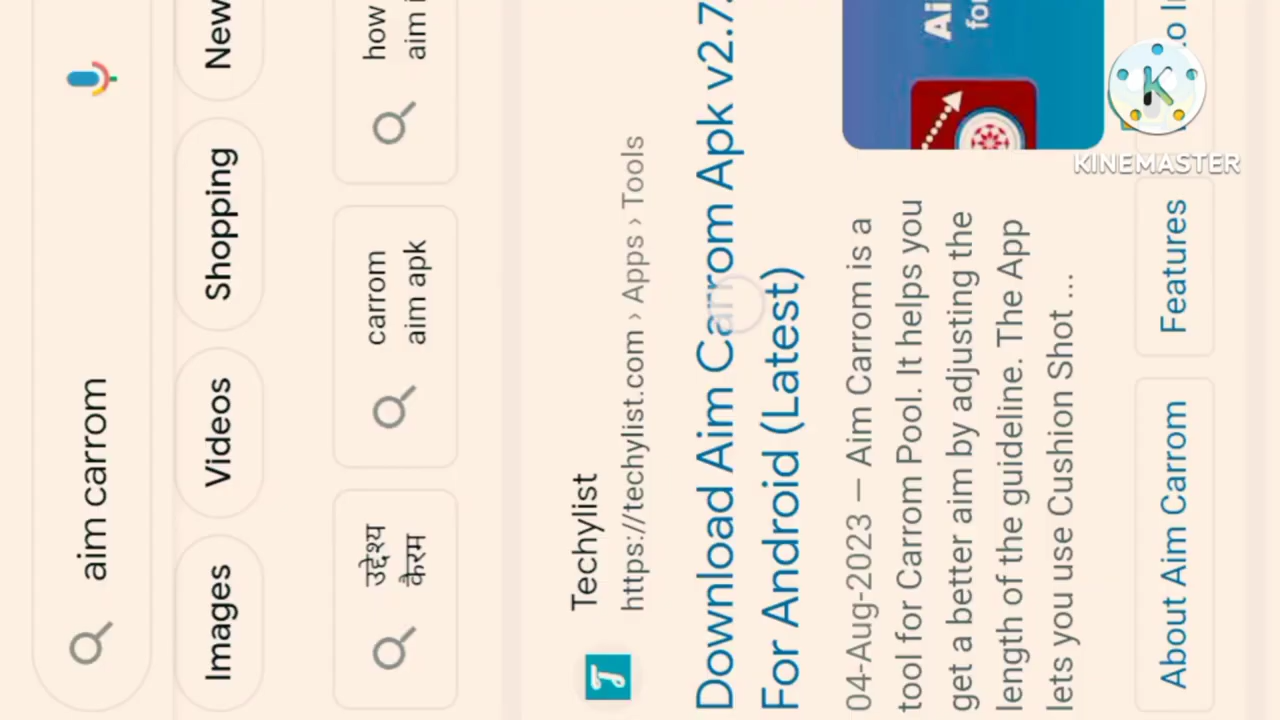 aim carrom
Images
Videos
Shopping
New
उद्देश्य
कैरम
carrom
aim apk
how
aim
Techylist
https://techylist.com › Apps › Tools
Download Aim Carrom Apk v2.7.
For Android (Latest)
04-Aug-2023 — Aim Carrom is a
tool for Carrom Pool. It helps you
get a better aim by adjusting the
length of the guideline. The App
lets you use Cushion Shot ...
Ai
for
About Aim Carrom
Features
KINEMASTER